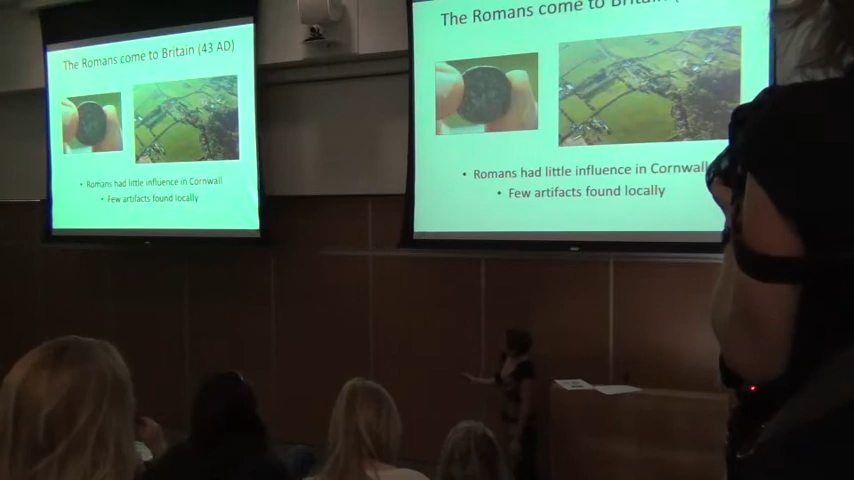 The Romans come to Britain (43 AD)
• Romans had little influence in Cornwall
• Few artifacts found locally
The Romans come to Britain
• Romans had little influence in Cornwall
• Few artifacts found locally